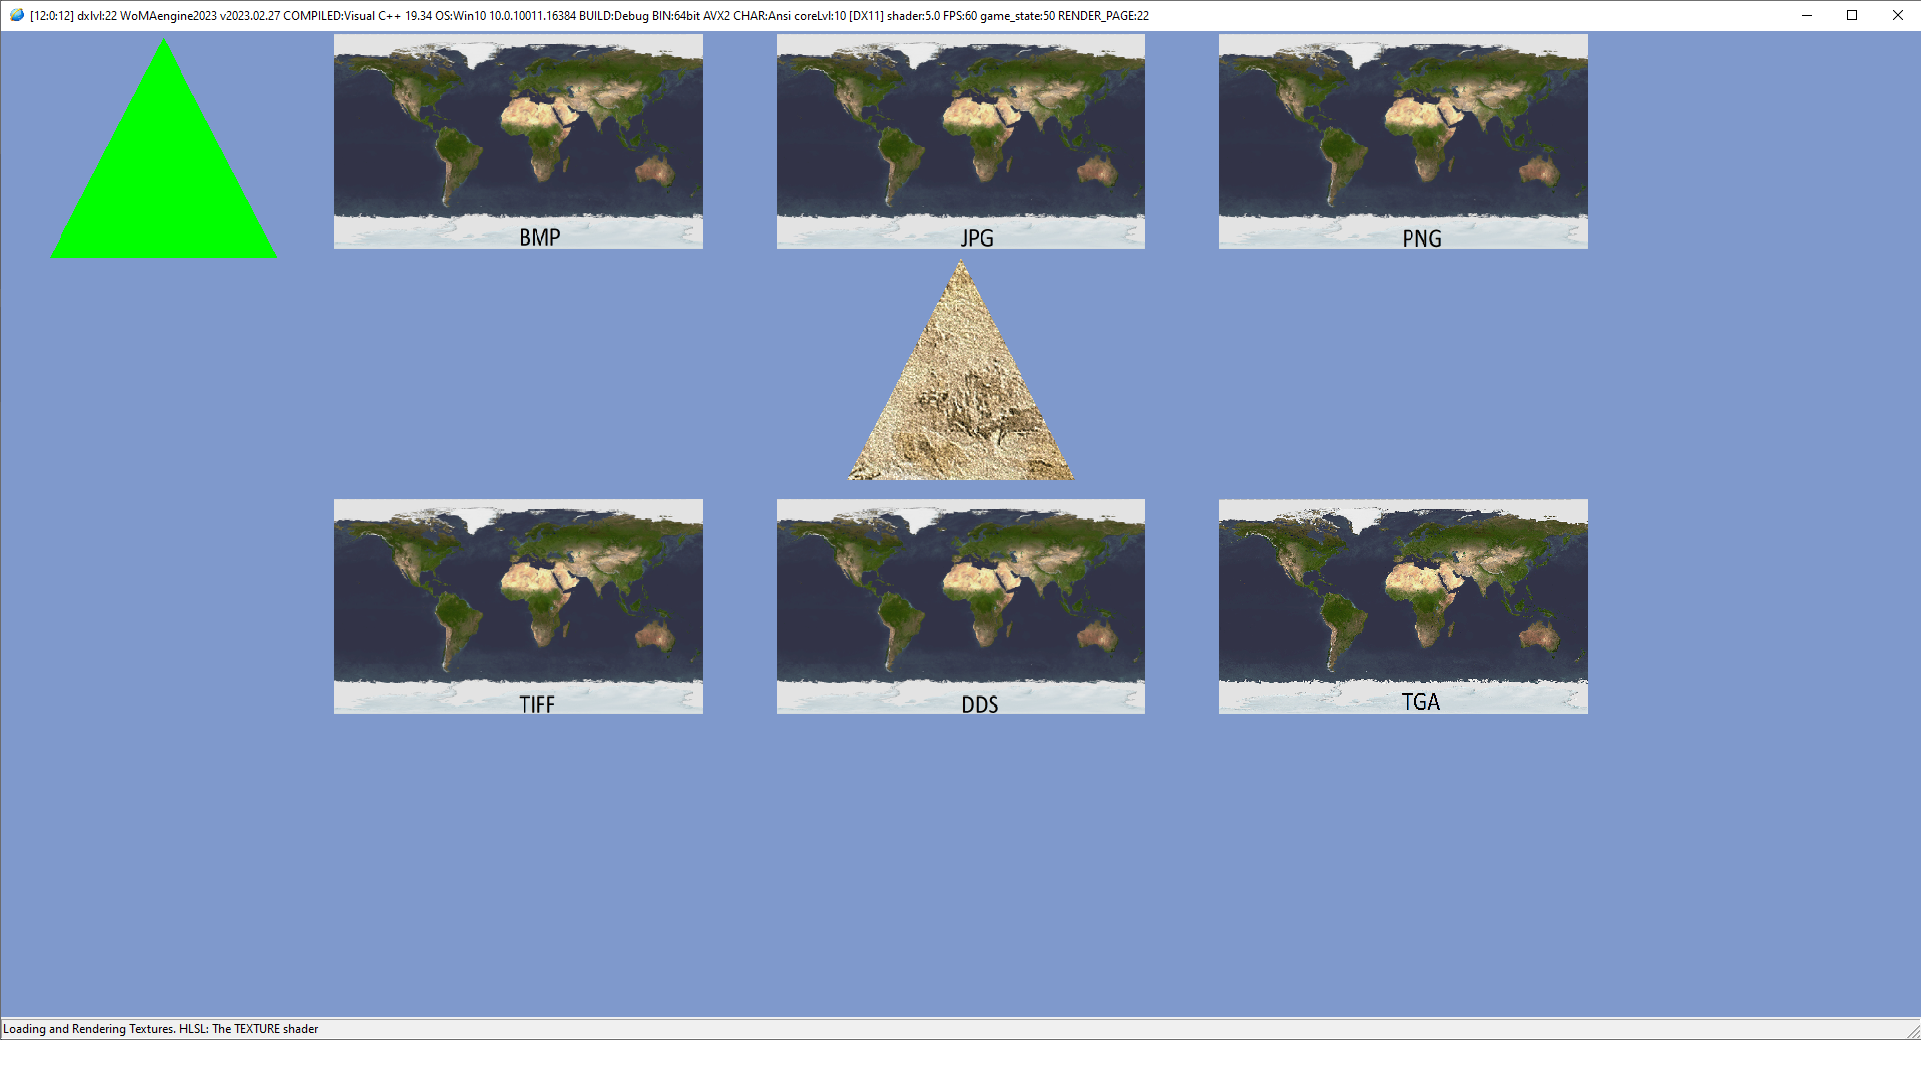 [12:0:12] dxlvl:22 WoMAengine2023 v2023.02.27 COMPILED:Visual C++ 19.34 OS:Win10 10.0.10011.16384 BUILD:Debug BIN:64bit AVX2 CHAR:Ansi coreLvl:10 [DX11] shader:5.0 FPS:60 game_state:50 RENDER_PAGE:22
BMP
JPG
PNG
TIFF
DDS
TGA
Loading and Rendering Textures. HLSL: The TEXTURE shader